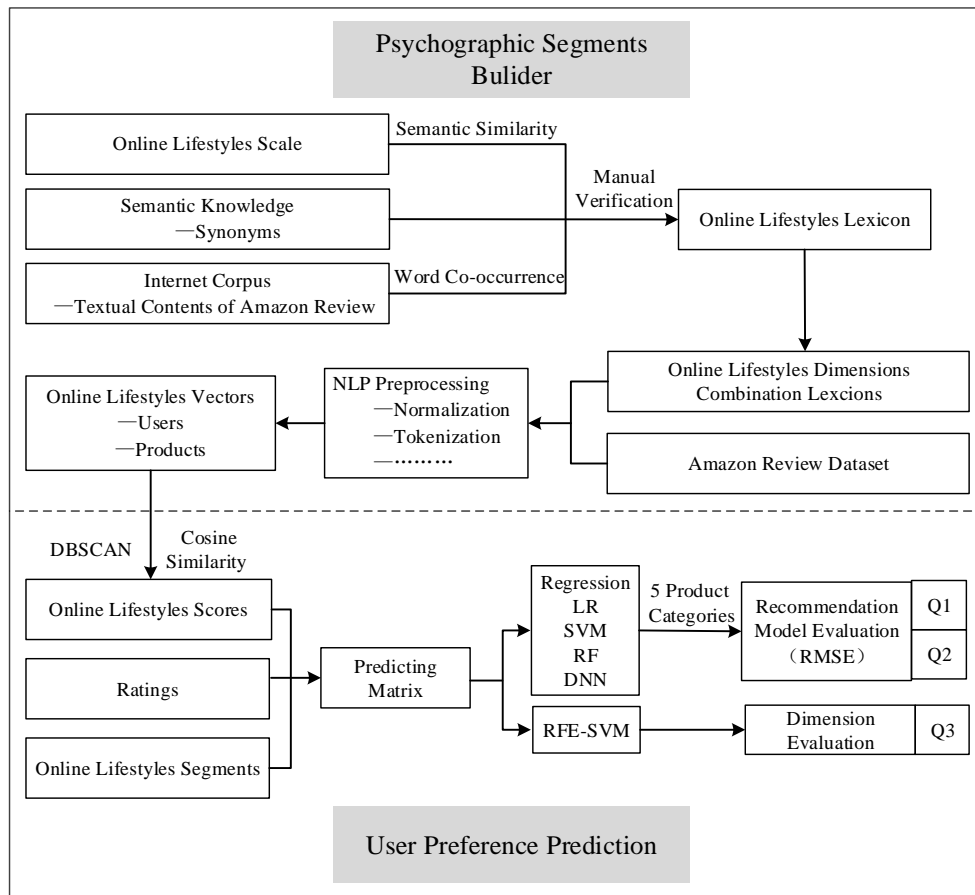 Psychographic Segments
Bulider
Online Lifestyles Scale
Semantic Similarity
Semantic Knowledge
—Synonyms
Manual
Verification
Online Lifestyles Lexicon
Internet Corpus
—Textual Contents of Amazon Review
Word Co-occurrence
Online Lifestyles Vectors
—Users
—Products
NLP Preprocessing
—Normalization
—Tokenization
—………
Online Lifestyles Dimensions
Combination Lexcions
Amazon Review Dataset
DBSCAN
Cosine
Similarity
Online Lifestyles Scores
Ratings
Online Lifestyles Segments
Predicting
Matrix
Regression
LR
SVM
RF
DNN
5 Product
Categories
Recommendation
Model Evaluation
（RMSE）
Q1
Q2
RFE-SVM
Dimension
Evaluation
Q3
User Preference Prediction